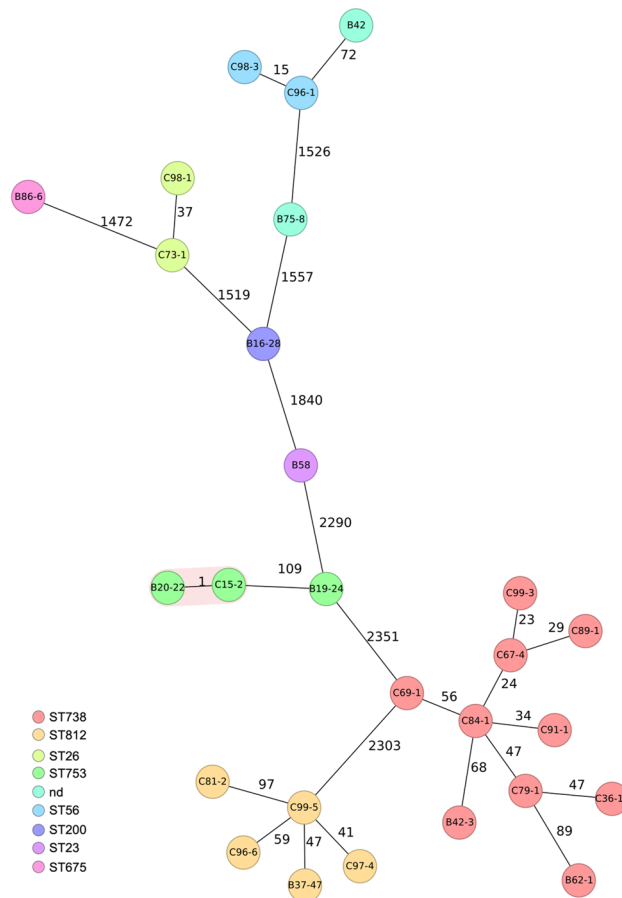 B42
C98-3
15
72
C96-1
1526
C98-1
B86-6
37
B75-8
1472
C73-1
1557
1519
B16-28
1840
B58
2290
109
B20-22
1
C15-2
B19-24
C99-3
23
29
C89-1
2351
C67-4
24
C69-1
56
ST738
C84-1
34
C91-1
ST812
2303
47
ST26
68
ST753
C81-2
97
C79-1
47
C36-1
nd
C99-5
ST56
B42-3
ST200
59
47
41
89
C96-6
ST23
C97-4
ST675
B37-47
B62-1